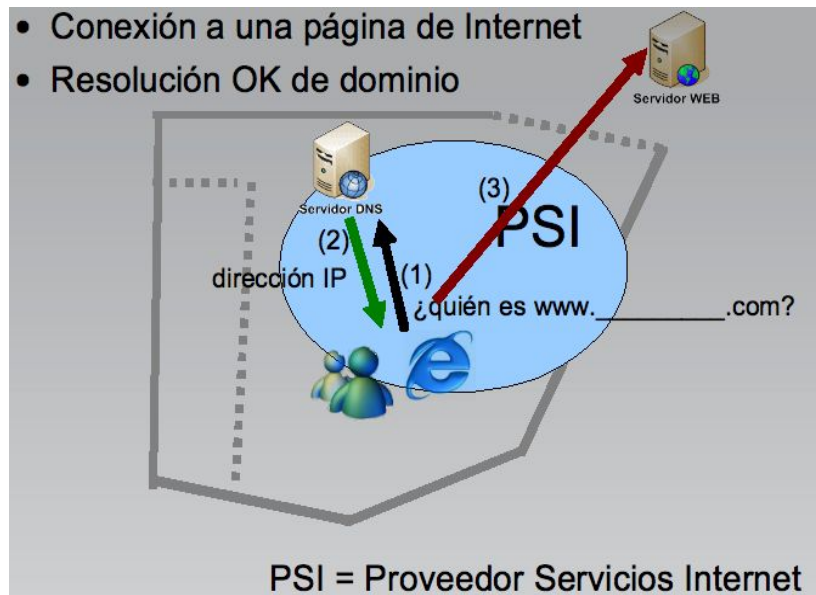 • Conexión a una página de Internet
• Resolución OK de dominio
Servidor WEB
Servidor DNS
(3)
PSI
(2)
dirección IP
(1)
¿quién es www.________.com?
PSI = Proveedor Servicios Internet